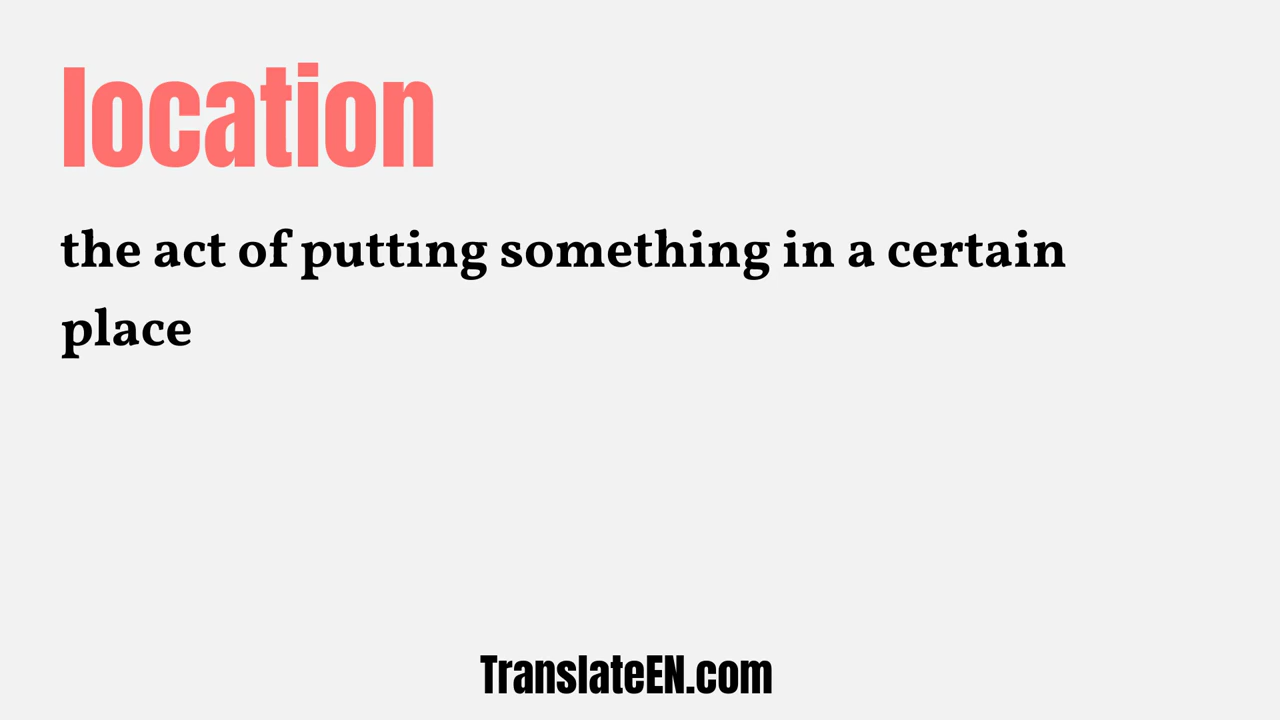 location
the act of putting something in a certain
place
TranslateEN.com